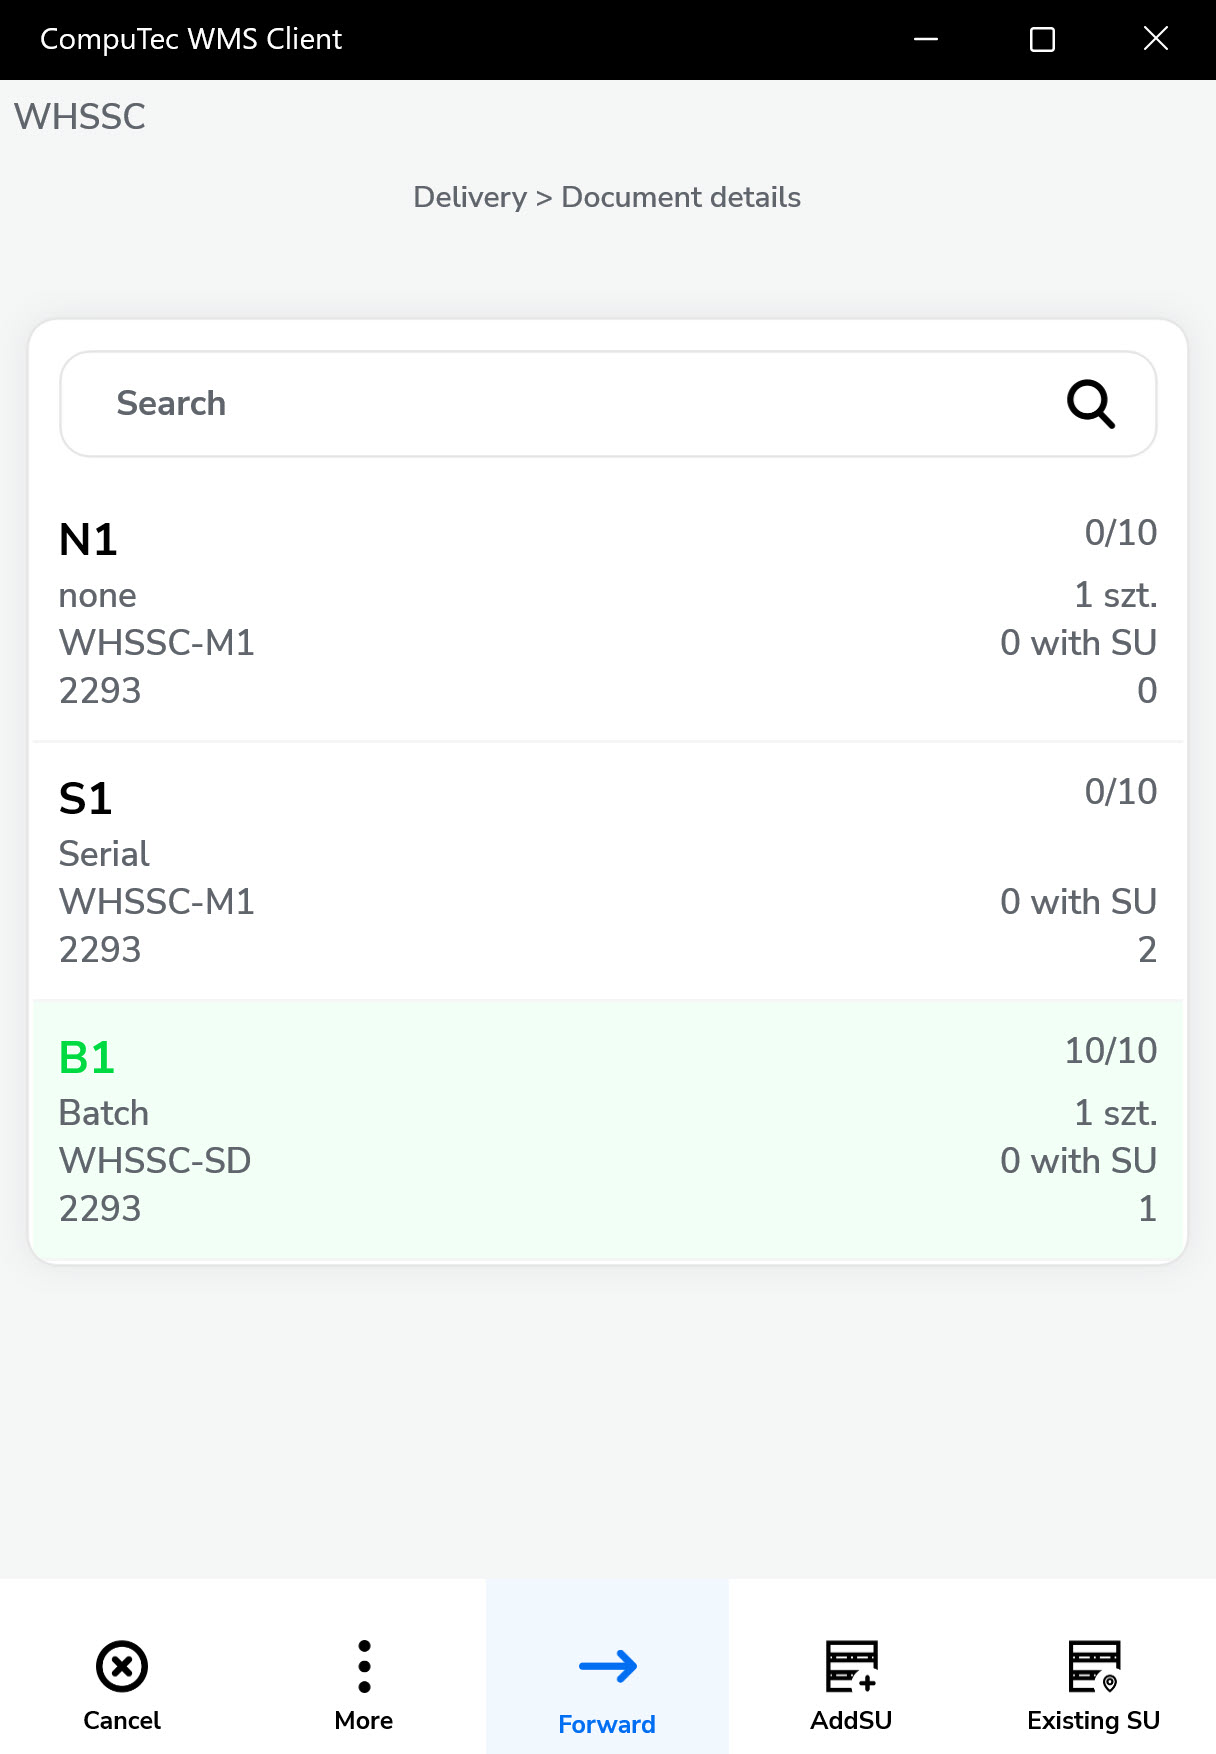 CompuTec WMS Client
WHSSC
Delivery > Document details
Search
N1
0/10
none
1 szt.
WHSSC-M1
0 with SU
2293
0
S1
0/10
Serial
WHSSC-M1
0 with SU
2293
2
B1
10/10
Batch
1 szt.
WHSSC-SD
0 with SU
2293
1
Cancel
More
Forward
AddSU
Existing SU